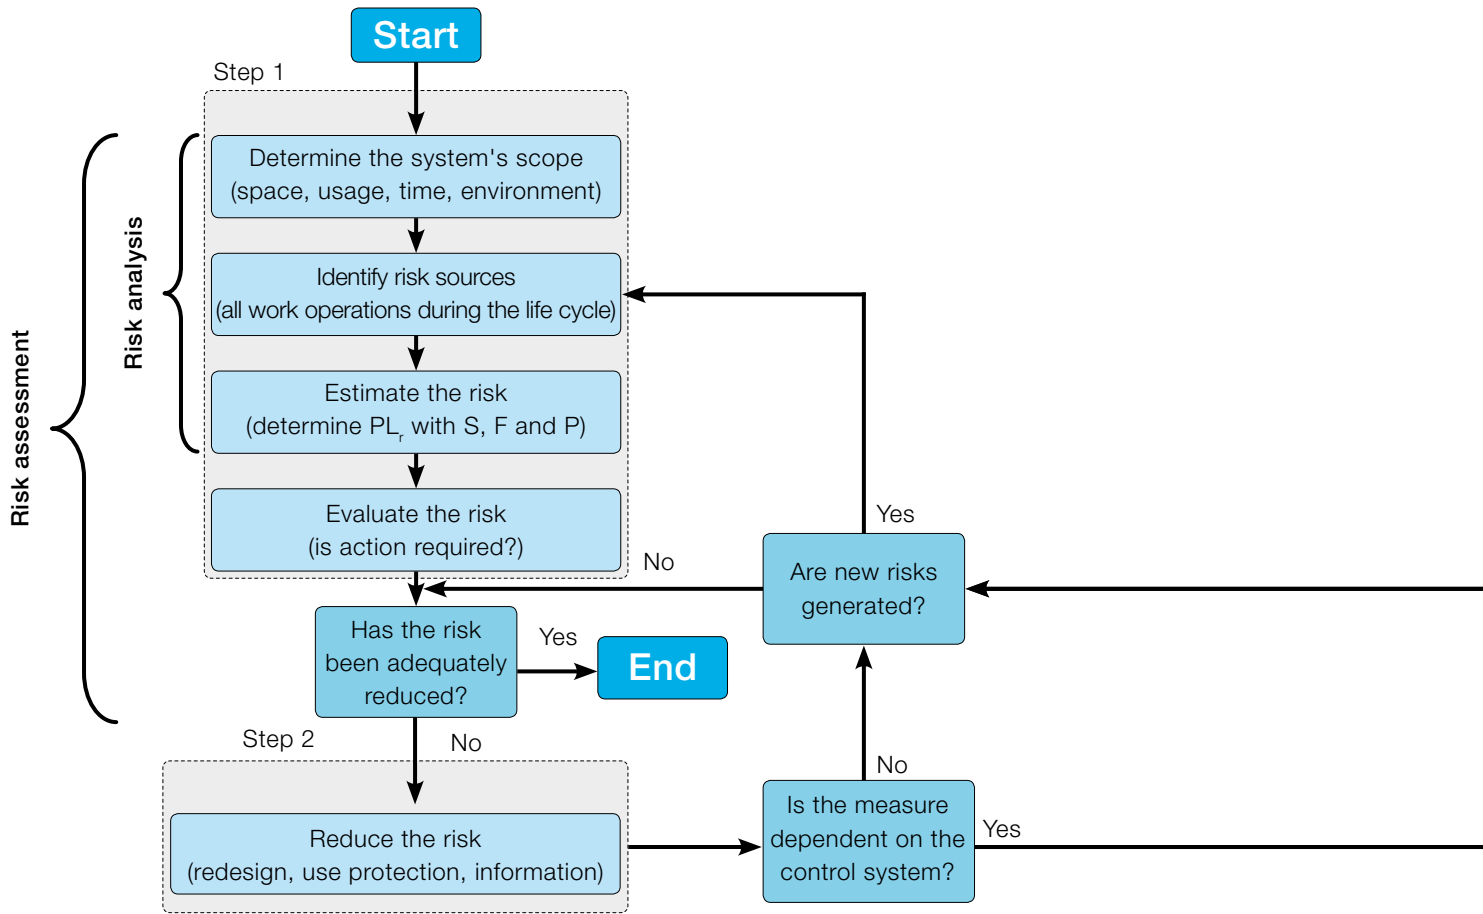 Start
Step 1
Determine the system's scope
(space, usage, time, environment)
Identify risk sources
(all work operations during the life cycle)
Estimate the risk
(determine PLr with S, F and P)
Evaluate the risk
(is action required?)
Risk analysis
Risk assessment
Has the risk
been adequately
reduced?
Yes
End
No
Step 2
Reduce the risk
(redesign, use protection, information)
Is the measure
dependent on the
control system?
Yes
No
Are new risks
generated?
Yes
No